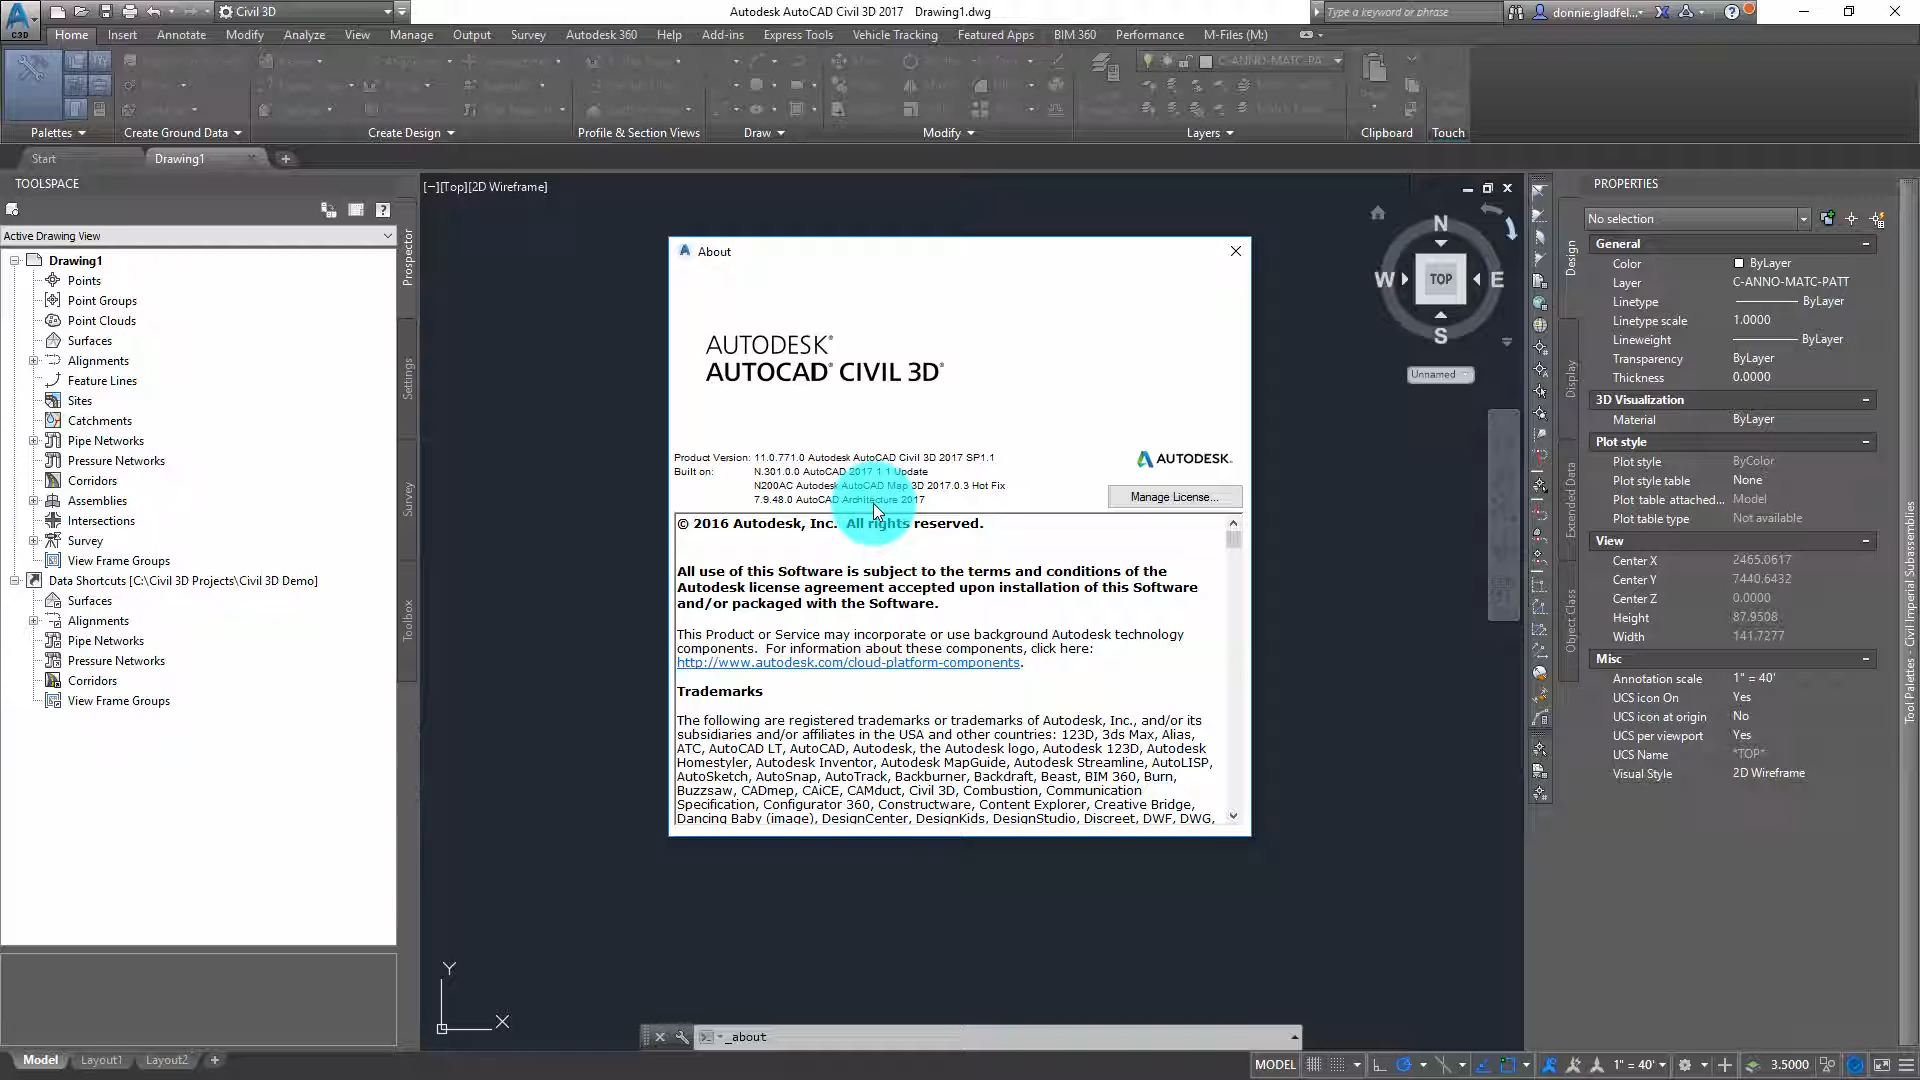 Civil 3D
Autodesk AutoCAD Civil 3D 2017 Drawing1.dwg
Type a keyword or phrase
donnie.gladfel...
C3D
Home Insert Annotate Modify Analyze View Manage Output Survey Autodesk 360 Help Add-ins Express Tools Vehicle Tracking Featured Apps BIM 360 Performance M-Files (M:)
C-ANNO-MATC-PA
Palettes Create Ground Data Create Design Profile & Section Views Draw Modify Layers Clipboard Touch
Start Drawing1
TOOLSPACE
Active Drawing View
Drawing1
Points
Point Groups
Point Clouds
Surfaces
Alignments
Feature Lines
Sites
Catchments
Pipe Networks
Pressure Networks
Corridors
Assemblies
Intersections
Survey
View Frame Groups
Data Shortcuts [C:\Civil 3D Projects\Civil 3D Demo]
Surfaces
Alignments
Pipe Networks
Pressure Networks
Corridors
View Frame Groups
Prospector
Settings
Survey
Toolbox
[−][Top][2D Wireframe]
N
W TOP E
S
Unnamed
About
AUTODESK®
AUTOCAD® CIVIL 3D®
Product Version: 11.0.771.0 Autodesk AutoCAD Civil 3D 2017 SP1.1
Built on: N.301.0.0 AutoCAD 2017.1.1 Update
N200AC Autodesk AutoCAD Map 3D 2017.0.3 Hot Fix
7.9.48.0 AutoCAD Architecture 2017
AUTODESK.
Manage License...
© 2016 Autodesk, Inc. All rights reserved.
All use of this Software is subject to the terms and conditions of the
Autodesk license agreement accepted upon installation of this Software
and/or packaged with the Software.
This Product or Service may incorporate or use background Autodesk technology
components. For information about these components, click here:
http://www.autodesk.com/cloud-platform-components.
Trademarks
The following are registered trademarks or trademarks of Autodesk, Inc., and/or its
subsidiaries and/or affiliates in the USA and other countries: 123D, 3ds Max, Alias,
ATC, AutoCAD LT, AutoCAD, Autodesk, the Autodesk logo, Autodesk 123D, Autodesk
Homestyler, Autodesk Inventor, Autodesk MapGuide, Autodesk Streamline, AutoLISP,
AutoSketch, AutoSnap, AutoTrack, Backburner, Backdraft, Beast, BIM 360, Burn,
Buzzsaw, CADmep, CAiCE, CAMduct, Civil 3D, Combustion, Communication
Specification, Configurator 360, Constructware, Content Explorer, Creative Bridge,
Dancing Baby (image), DesignCenter, DesignKids, DesignStudio, Discreet, DWF, DWG,
Y
X
_about
PROPERTIES
No selection
General
Color ByLayer
Layer C-ANNO-MATC-PATT
Linetype ByLayer
Linetype scale 1.0000
Lineweight ByLayer
Transparency ByLayer
Thickness 0.0000
3D Visualization
Material ByLayer
Plot style
Plot style ByColor
Plot style table None
Plot table attached... Model
Plot table type Not available
View
Center X 2465.0617
Center Y 7440.6432
Center Z 0.0000
Height 87.9508
Width 141.7277
Misc
Annotation scale 1" = 40'
UCS icon On Yes
UCS icon at origin No
UCS per viewport Yes
UCS Name *TOP*
Visual Style 2D Wireframe
Design
Display
Extended Data
Object Class
Tool Palettes - Civil Imperial Subassemblies
Model Layout1 Layout2
MODEL 1" = 40' 3.5000